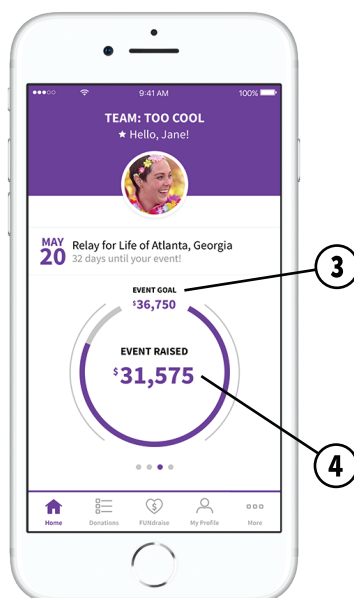 9:41 AM 100%
TEAM: TOO COOL
★ Hello, Jane!
MAY
20
Relay for Life of Atlanta, Georgia
32 days until your event!
EVENT GOAL
$36,750
3
EVENT RAISED
$31,575
4
Home Donations FUNdraise My Profile More